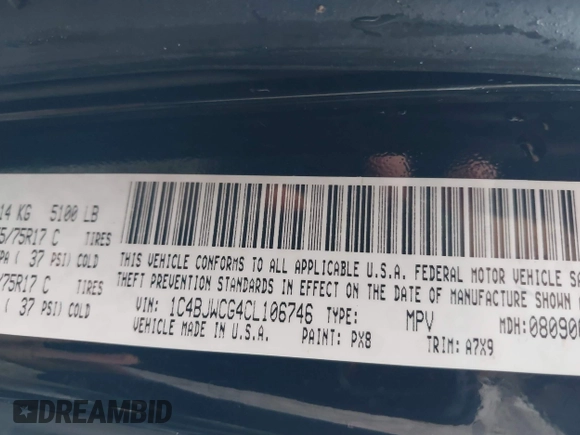 14 KG 5100 LB
5/75R17 C TIRES
PA ( 37 PSI) COLD
/75R17 C TIRES
( 37 PSI) COLD
THIS VEHICLE CONFORMS TO ALL APPLICABLE U.S.A. FEDERAL MOTOR VEHICLE SA
THEFT PREVENTION STANDARDS IN EFFECT ON THE DATE OF MANUFACTURE SHOWN
VIN: 1C4BJWCG4CL106746 TYPE: MPV MDH: 080900
VEHICLE MADE IN U.S.A. PAINT: PX8 TRIM: A7X9
DREAMBID